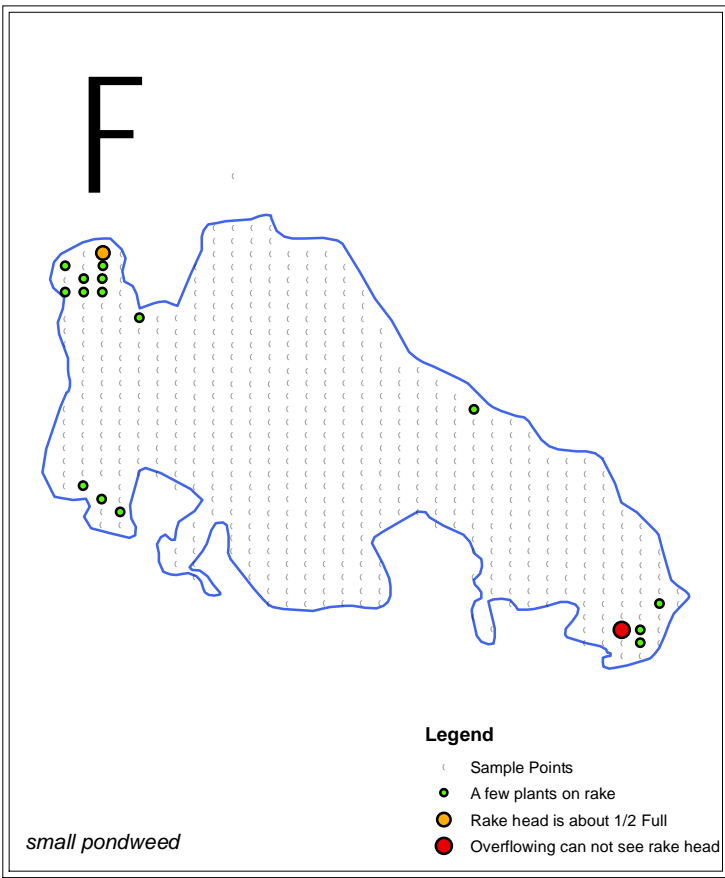 F
Legend
Sample Points
A few plants on rake
Rake head is about 1/2 Full
Overflowing can not see rake head
small pondweed